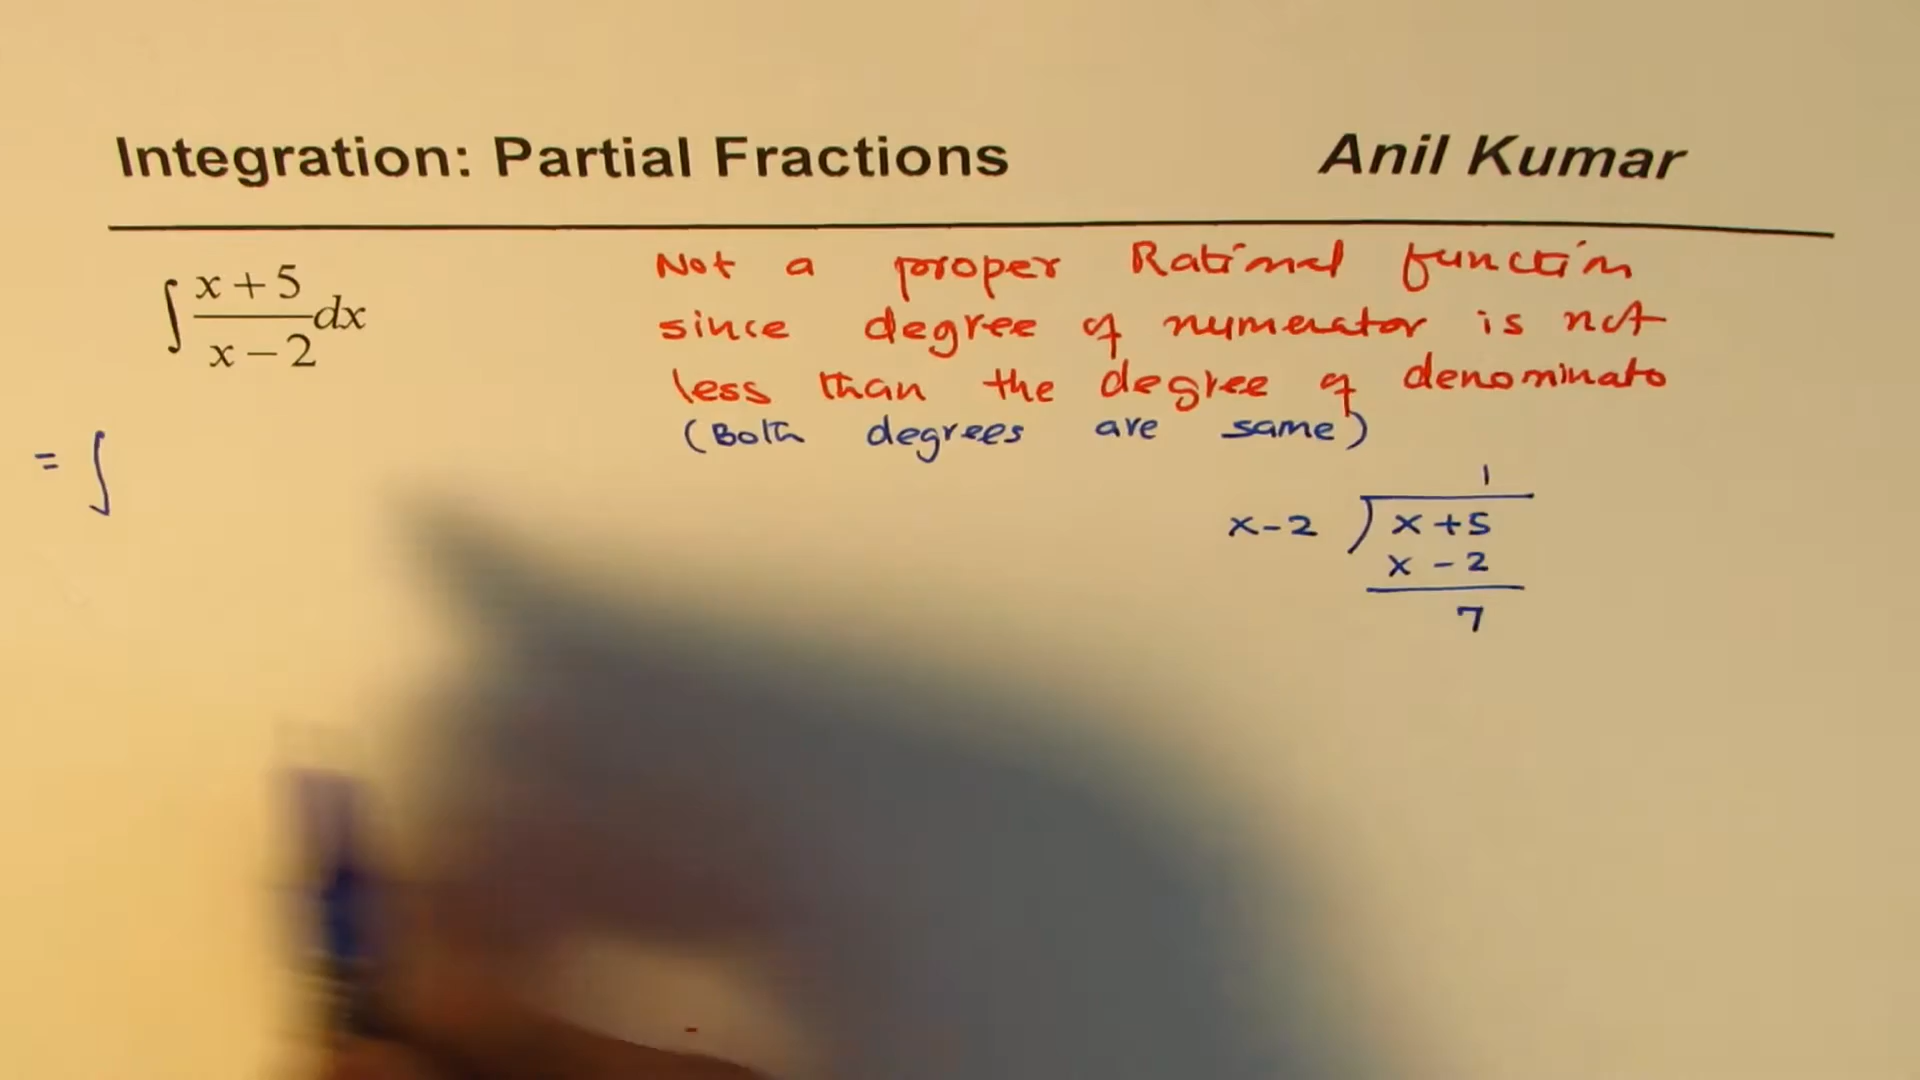 Integration: Partial Fractions Anil Kumar
∫ (x + 5)/(x − 2) dx
Not a proper Rational function
since degree of numerator is not
less than the degree of denominato
(Both degrees are same)
= ∫
1
x-2 ) x + 5
x - 2
7